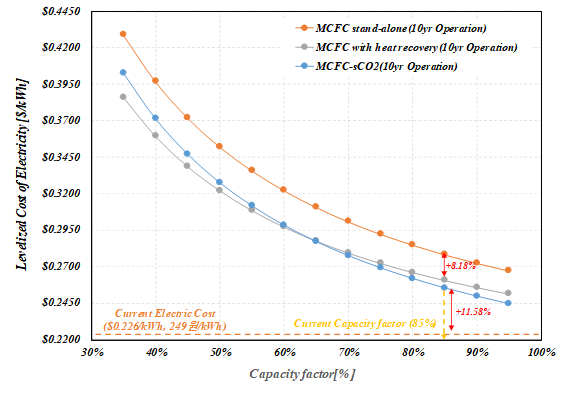 $0.4450
$0.4200
$0.3950
$0.3700
$0.3450
$0.3200
$0.2950
$0.2700
$0.2450
$0.2200
Levelized Cost of Electricity [$/kWh]
MCFC stand-alone (10yr Operation)
MCFC with heat recovery (10yr Operation)
MCFC-sCO2(10yr Operation)
+8.18%
+11.58%
Current Electric Cost
($0.226/kWh, 249원/kWh)
Current Capacity factor (85%)
30% 40% 50% 60% 70% 80% 90% 100%
Capacity factor[%]